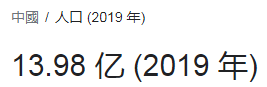 中國 / 人口 (2019 年)
13.98 亿 (2019 年)